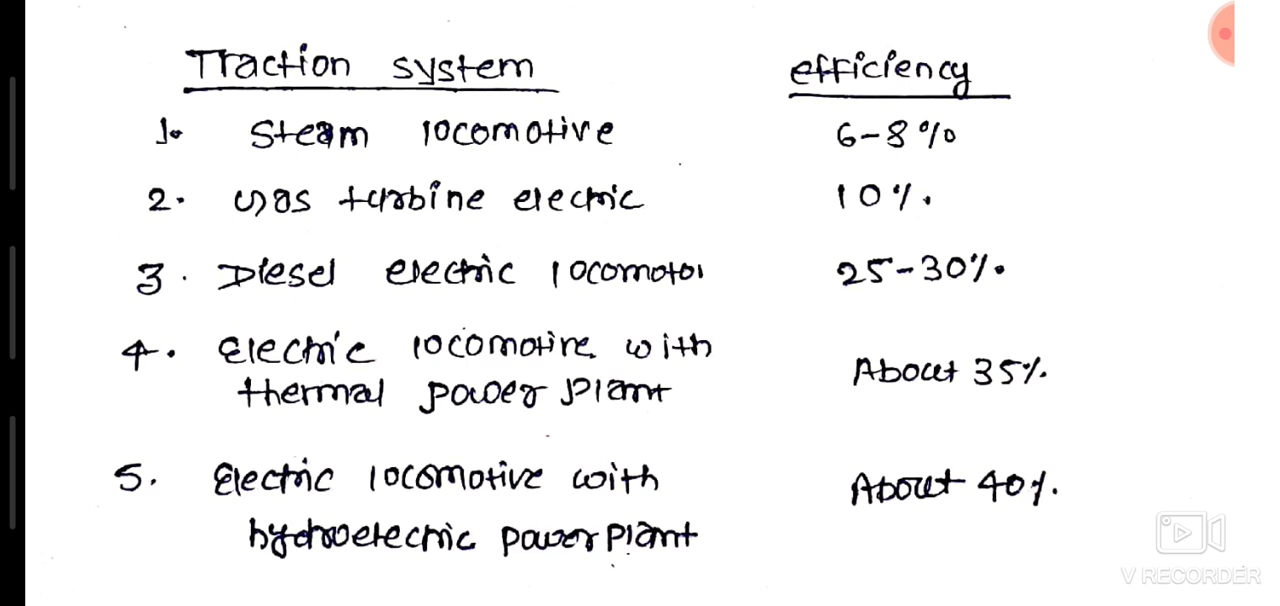 Traction system efficiency
1. Steam locomotive 6-8%
2. Gas turbine electric 10%.
3. Diesel electric locomotor 25-30%.
4. Electric locomotive with
thermal power plant About 35%.
5. Electric locomotive with About 40%.
hydroelectric power plant
V RECORDER